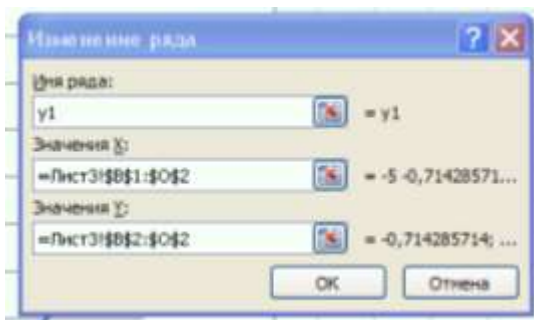 Изменение ряда
Имя ряда:
y1 = y1
Значения X:
=Лист3!$B$1:$O$2 = -5 -0,71428571...
Значения Y:
=Лист3!$B$2:$O$2 = -0,714285714; ...
ОК Отмена